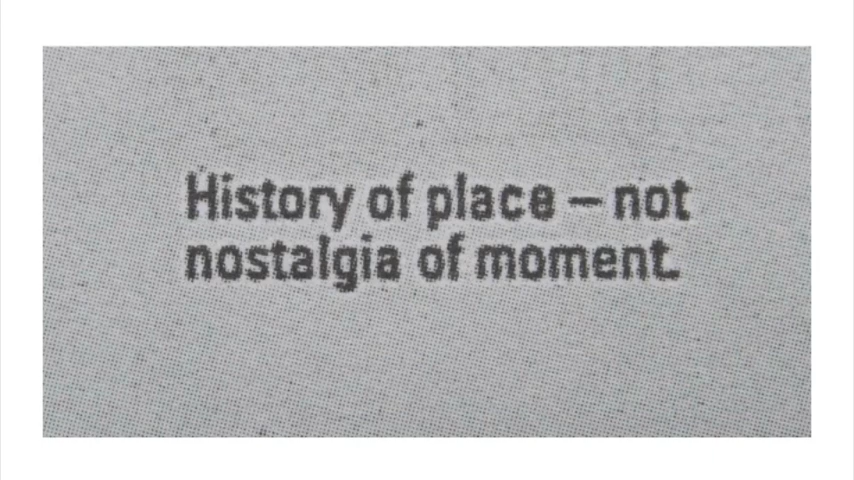 History of place – not
nostalgia of moment.